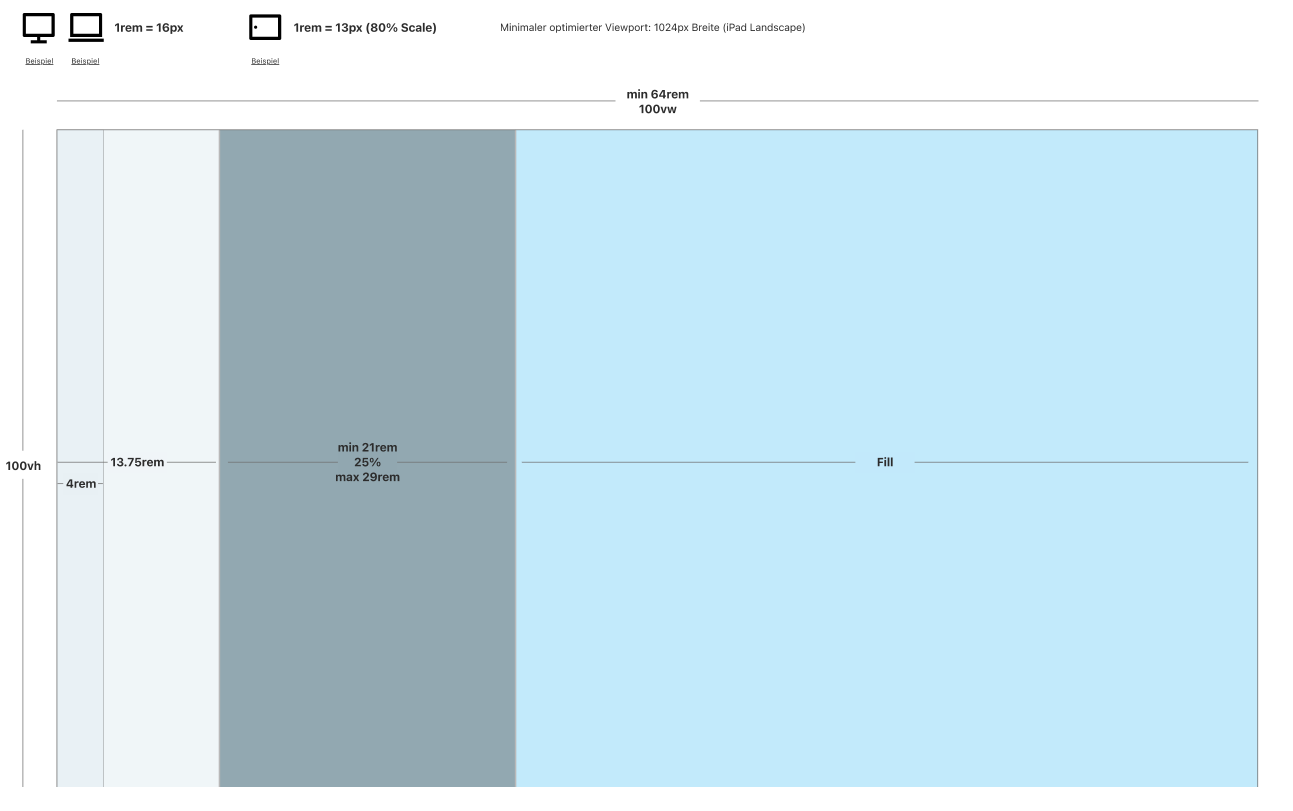 1rem = 16px
1rem = 13px (80% Scale)
Minimaler optimierter Viewport: 1024px Breite (iPad Landscape)
Beispiel
Beispiel
Beispiel
min 64rem
100vw
min 21rem
25%
max 29rem
13.75rem
Fill
100vh
4rem